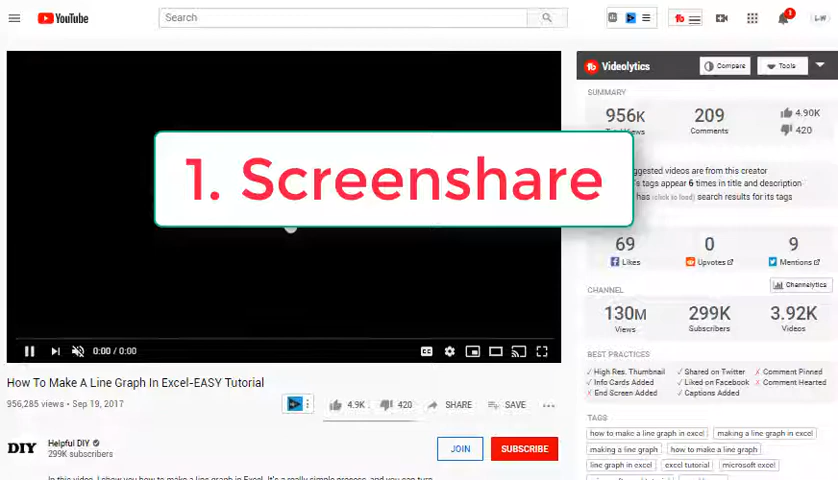 YouTube
Search
1
LW
Videolytics
Compare
Tools
SUMMARY
956K
209
Comments
4.90K
420
1. Screenshare
ggested videos are from this creator
's tags appear 6 times in title and description
has (click to load) search results for its tags
69
Likes
0
Upvotes
9
Mentions
Channelytics
CHANNEL
130M
Views
299K
Subscribers
3.92K
Videos
0:00 / 0:00
CC
How To Make A Line Graph In Excel-EASY Tutorial
956,285 views • Sep 19, 2017
4.9K
420
SHARE
SAVE
DIY
Helpful DIY
299K subscribers
JOIN
SUBSCRIBE
BEST PRACTICES
✓ High Res. Thumbnail ✓ Shared on Twitter ✗ Comment Pinned
✓ Info Cards Added ✓ Liked on Facebook ✗ Comment Hearted
✗ End Screen Added ✓ Captions Added
TAGS
how to make a line graph in excel
making a line graph in excel
making a line graph
how to make a line graph
line graph in excel
excel tutorial
microsoft excel